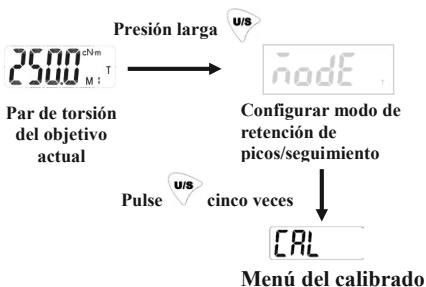 Presión larga U/S
250.0 cN·m M T
Par de torsión
del objetivo
actual
modE
Configurar modo de
retención de
picos/seguimiento
Pulse U/S cinco veces
CAL
Menú del calibrado